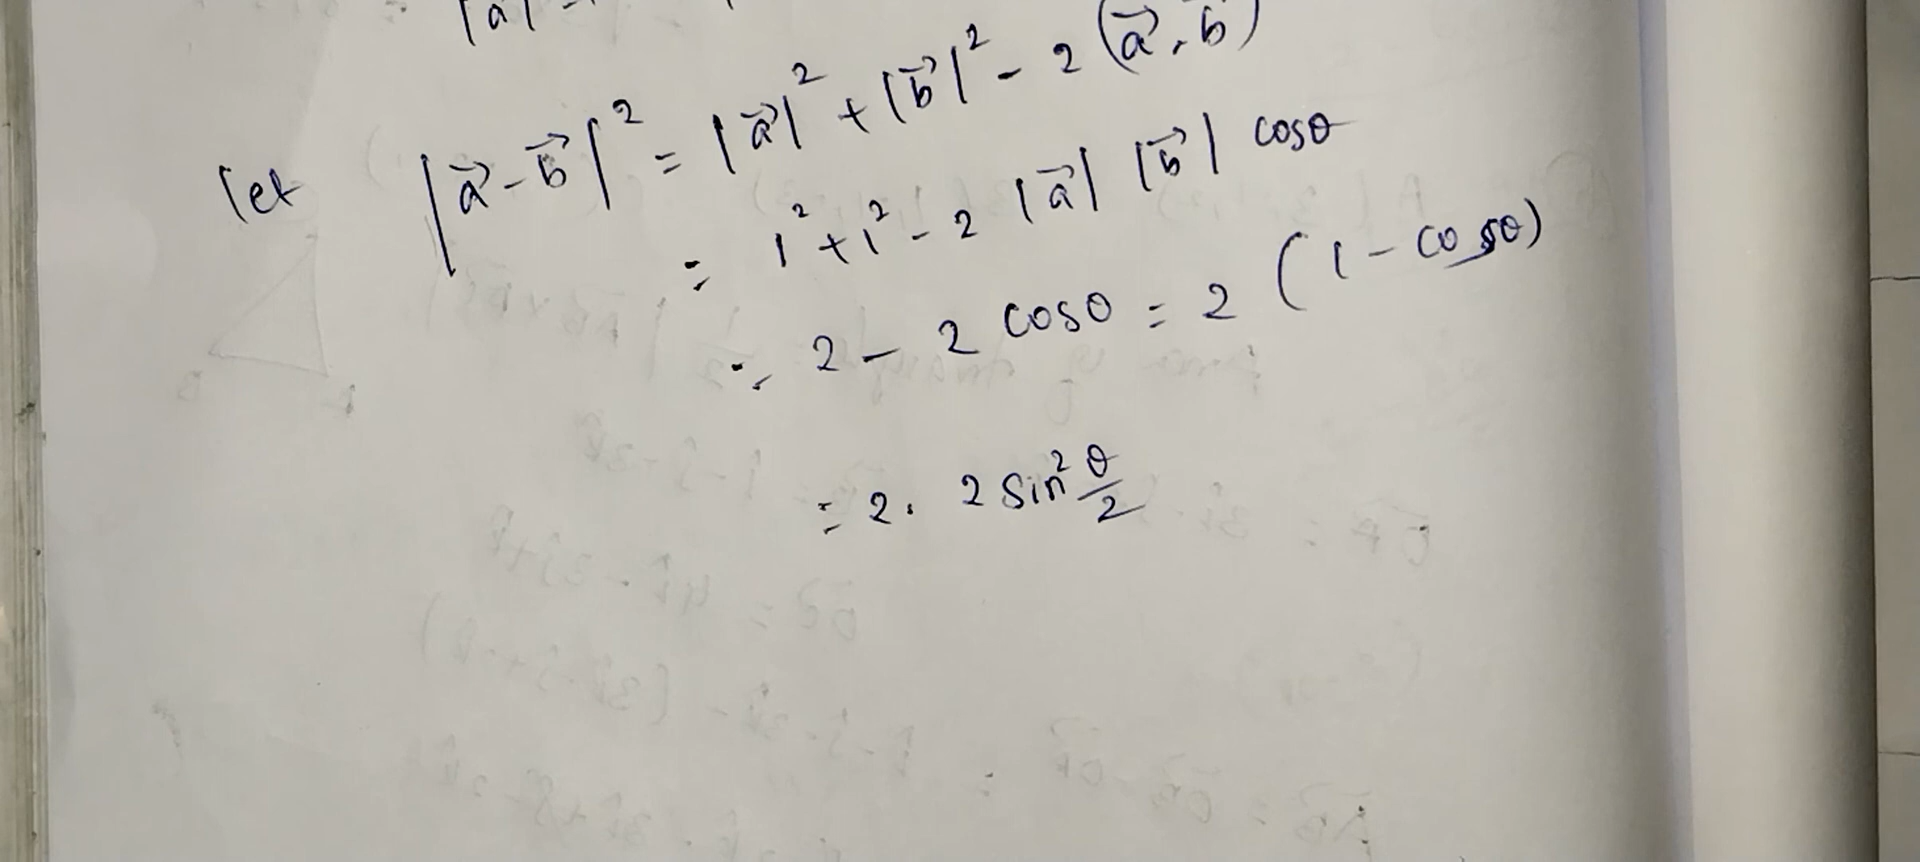 |a⃗|
let |a⃗ - b⃗|² = |a⃗|² + |b⃗|² - 2 (a⃗ . b⃗)
= 1² + 1² - 2 |a⃗| |b⃗| cosθ
= 2 - 2 cosθ = 2 (1 - cosθ)
= 2 . 2 sin² θ/2